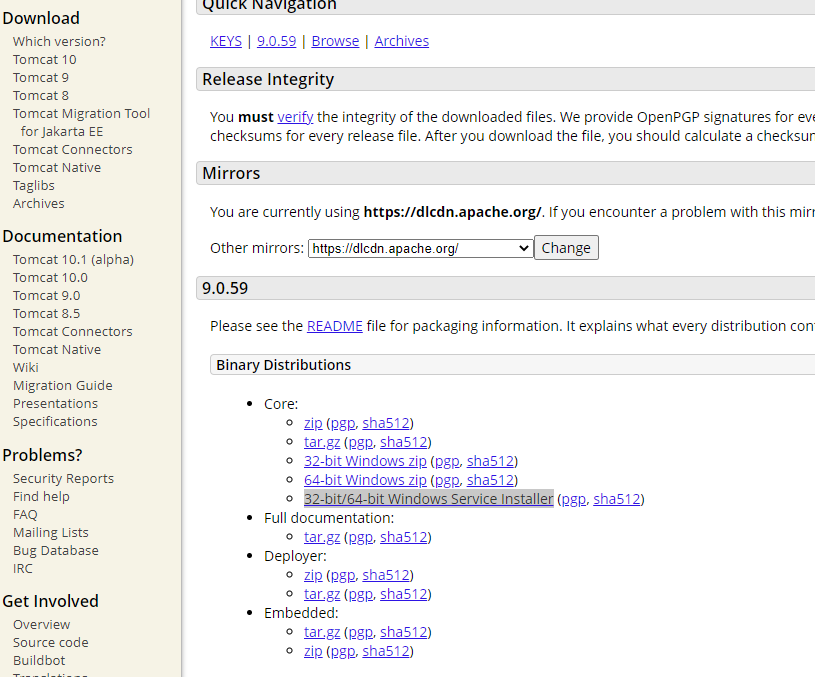 Download
Which version?
Tomcat 10
Tomcat 9
Tomcat 8
Tomcat Migration Tool
for Jakarta EE
Tomcat Connectors
Tomcat Native
Taglibs
Archives
Documentation
Tomcat 10.1 (alpha)
Tomcat 10.0
Tomcat 9.0
Tomcat 8.5
Tomcat Connectors
Tomcat Native
Wiki
Migration Guide
Presentations
Specifications
Problems?
Security Reports
Find help
FAQ
Mailing Lists
Bug Database
IRC
Get Involved
Overview
Source code
Buildbot
Translations
Quick Navigation
KEYS | 9.0.59 | Browse | Archives
Release Integrity
You must verify the integrity of the downloaded files. We provide OpenPGP signatures for eve
checksums for every release file. After you download the file, you should calculate a checksum
Mirrors
You are currently using https://dlcdn.apache.org/. If you encounter a problem with this mirr
Other mirrors: https://dlcdn.apache.org/ Change
9.0.59
Please see the README file for packaging information. It explains what every distribution con
Binary Distributions
• Core:
◦ zip (pgp, sha512)
◦ tar.gz (pgp, sha512)
◦ 32-bit Windows zip (pgp, sha512)
◦ 64-bit Windows zip (pgp, sha512)
◦ 32-bit/64-bit Windows Service Installer (pgp, sha512)
• Full documentation:
◦ tar.gz (pgp, sha512)
• Deployer:
◦ zip (pgp, sha512)
◦ tar.gz (pgp, sha512)
• Embedded:
◦ tar.gz (pgp, sha512)
◦ zip (pgp, sha512)